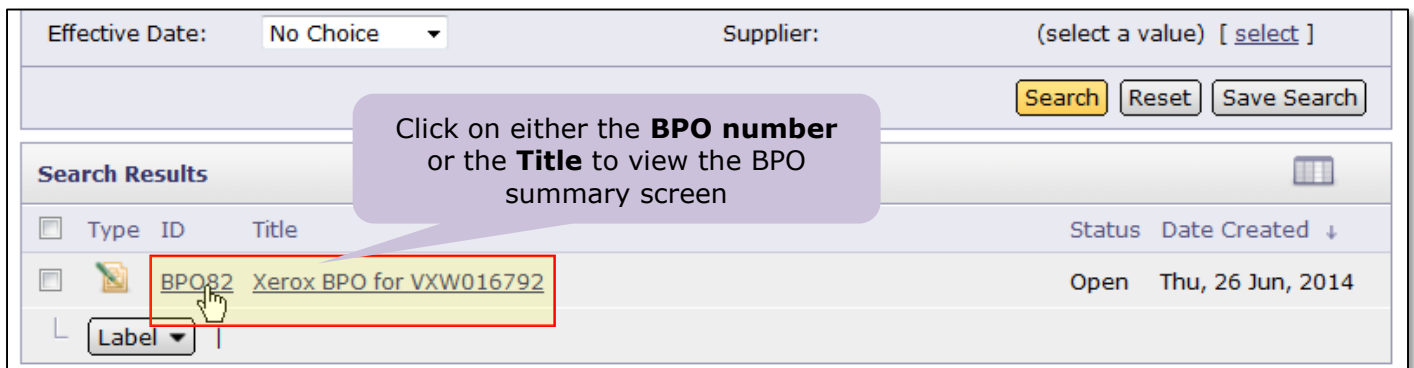 Effective Date: No Choice Supplier: (select a value) [ select ]
Search Reset Save Search
Click on either the BPO number
or the Title to view the BPO
summary screen
Search Results
Type ID Title Status Date Created ↓
BPO82 Xerox BPO for VXW016792 Open Thu, 26 Jun, 2014
Label |